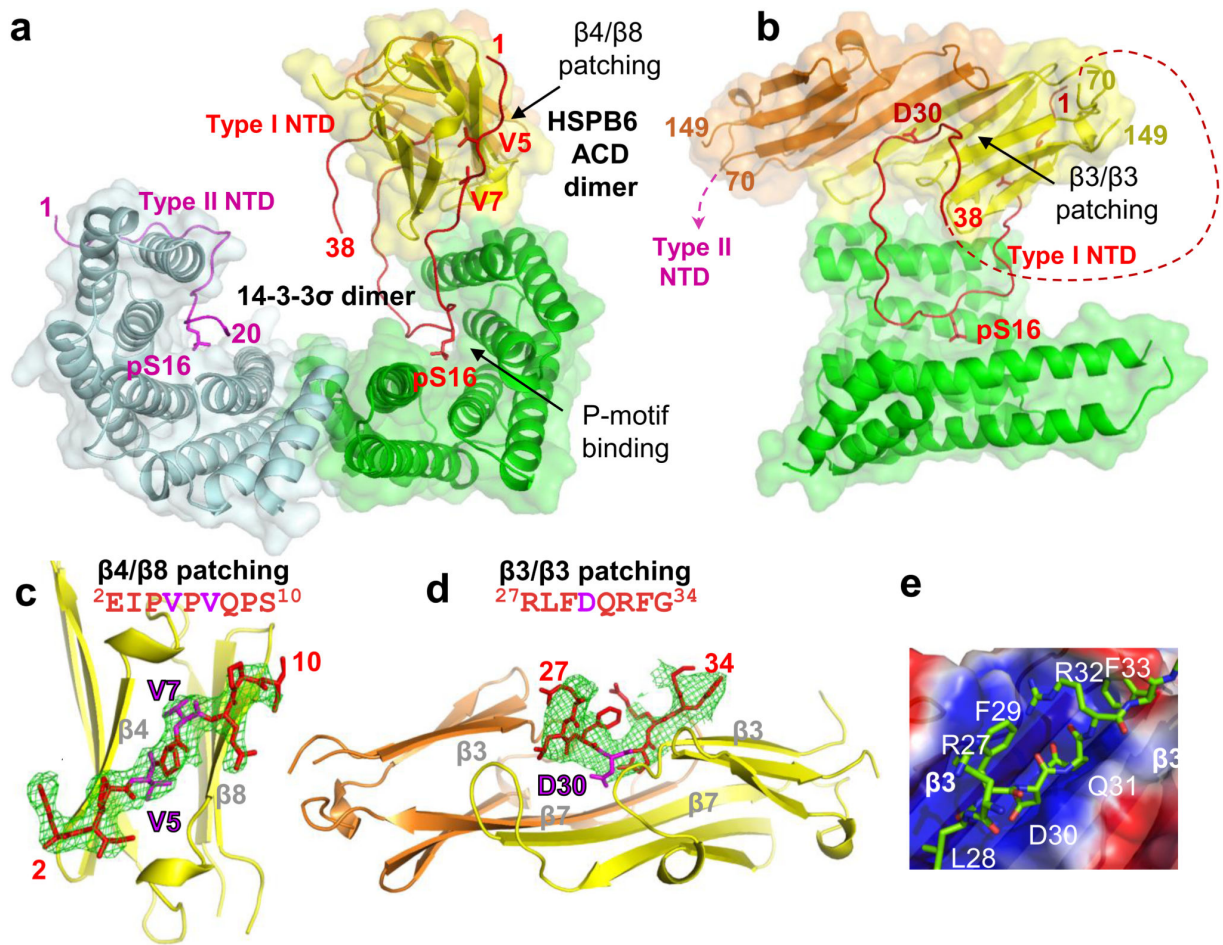 a
1
β4/β8
patching
Type I NTD
V5
HSPB6
ACD
dimer
V7
1
Type II NTD
38
14-3-3σ dimer
20
pS16
pS16
P-motif
binding
b
70
1
149
D30
149
70
β3/β3
patching
38
Type II
NTD
Type I NTD
pS16
c
β4/β8 patching
²EIPVPVQPS¹⁰
10
V7
β4
β8
V5
2
d
β3/β3 patching
²⁷RLFDQRFG³⁴
27
34
β3
β3
D30
β7
β7
e
R32
F33
F29
R27
β3
β3
Q31
D30
L28